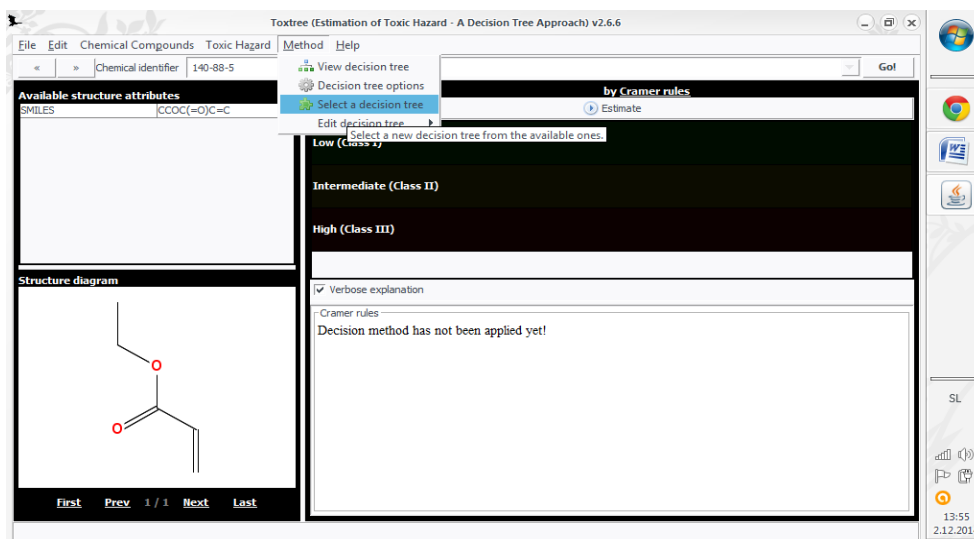 Toxtree (Estimation of Toxic Hazard - A Decision Tree Approach) v2.6.6
File Edit Chemical Compounds Toxic Hazard Method Help
« » Chemical identifier 140-88-5 Go!
View decision tree
Decision tree options
Select a decision tree
Edit decision tree
Select a new decision tree from the available ones.
Available structure attributes
SMILES CCOC(=O)C=C
by Cramer rules
Estimate
Low (Class I)
Intermediate (Class II)
High (Class III)
Verbose explanation
Cramer rules
Decision method has not been applied yet!
Structure diagram
O
O
First Prev 1 / 1 Next Last
SL
13:55
2.12.201